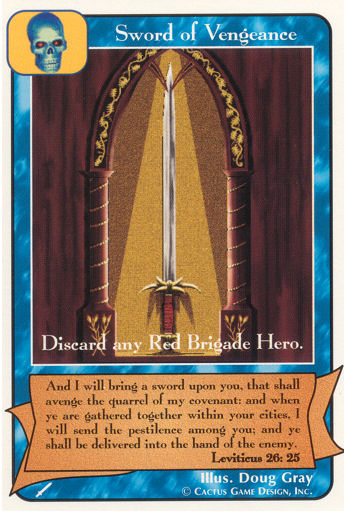 Sword of Vengeance
Discard any Red Brigade Hero.
And I will bring a sword upon you, that shall
avenge the quarrel of my covenant: and when
ye are gathered together within your cities, I
will send the pestilence among you; and ye
shall be delivered into the hand of the enemy.
Leviticus 26: 25
Illus. Doug Gray
© Cactus Game Design, Inc.